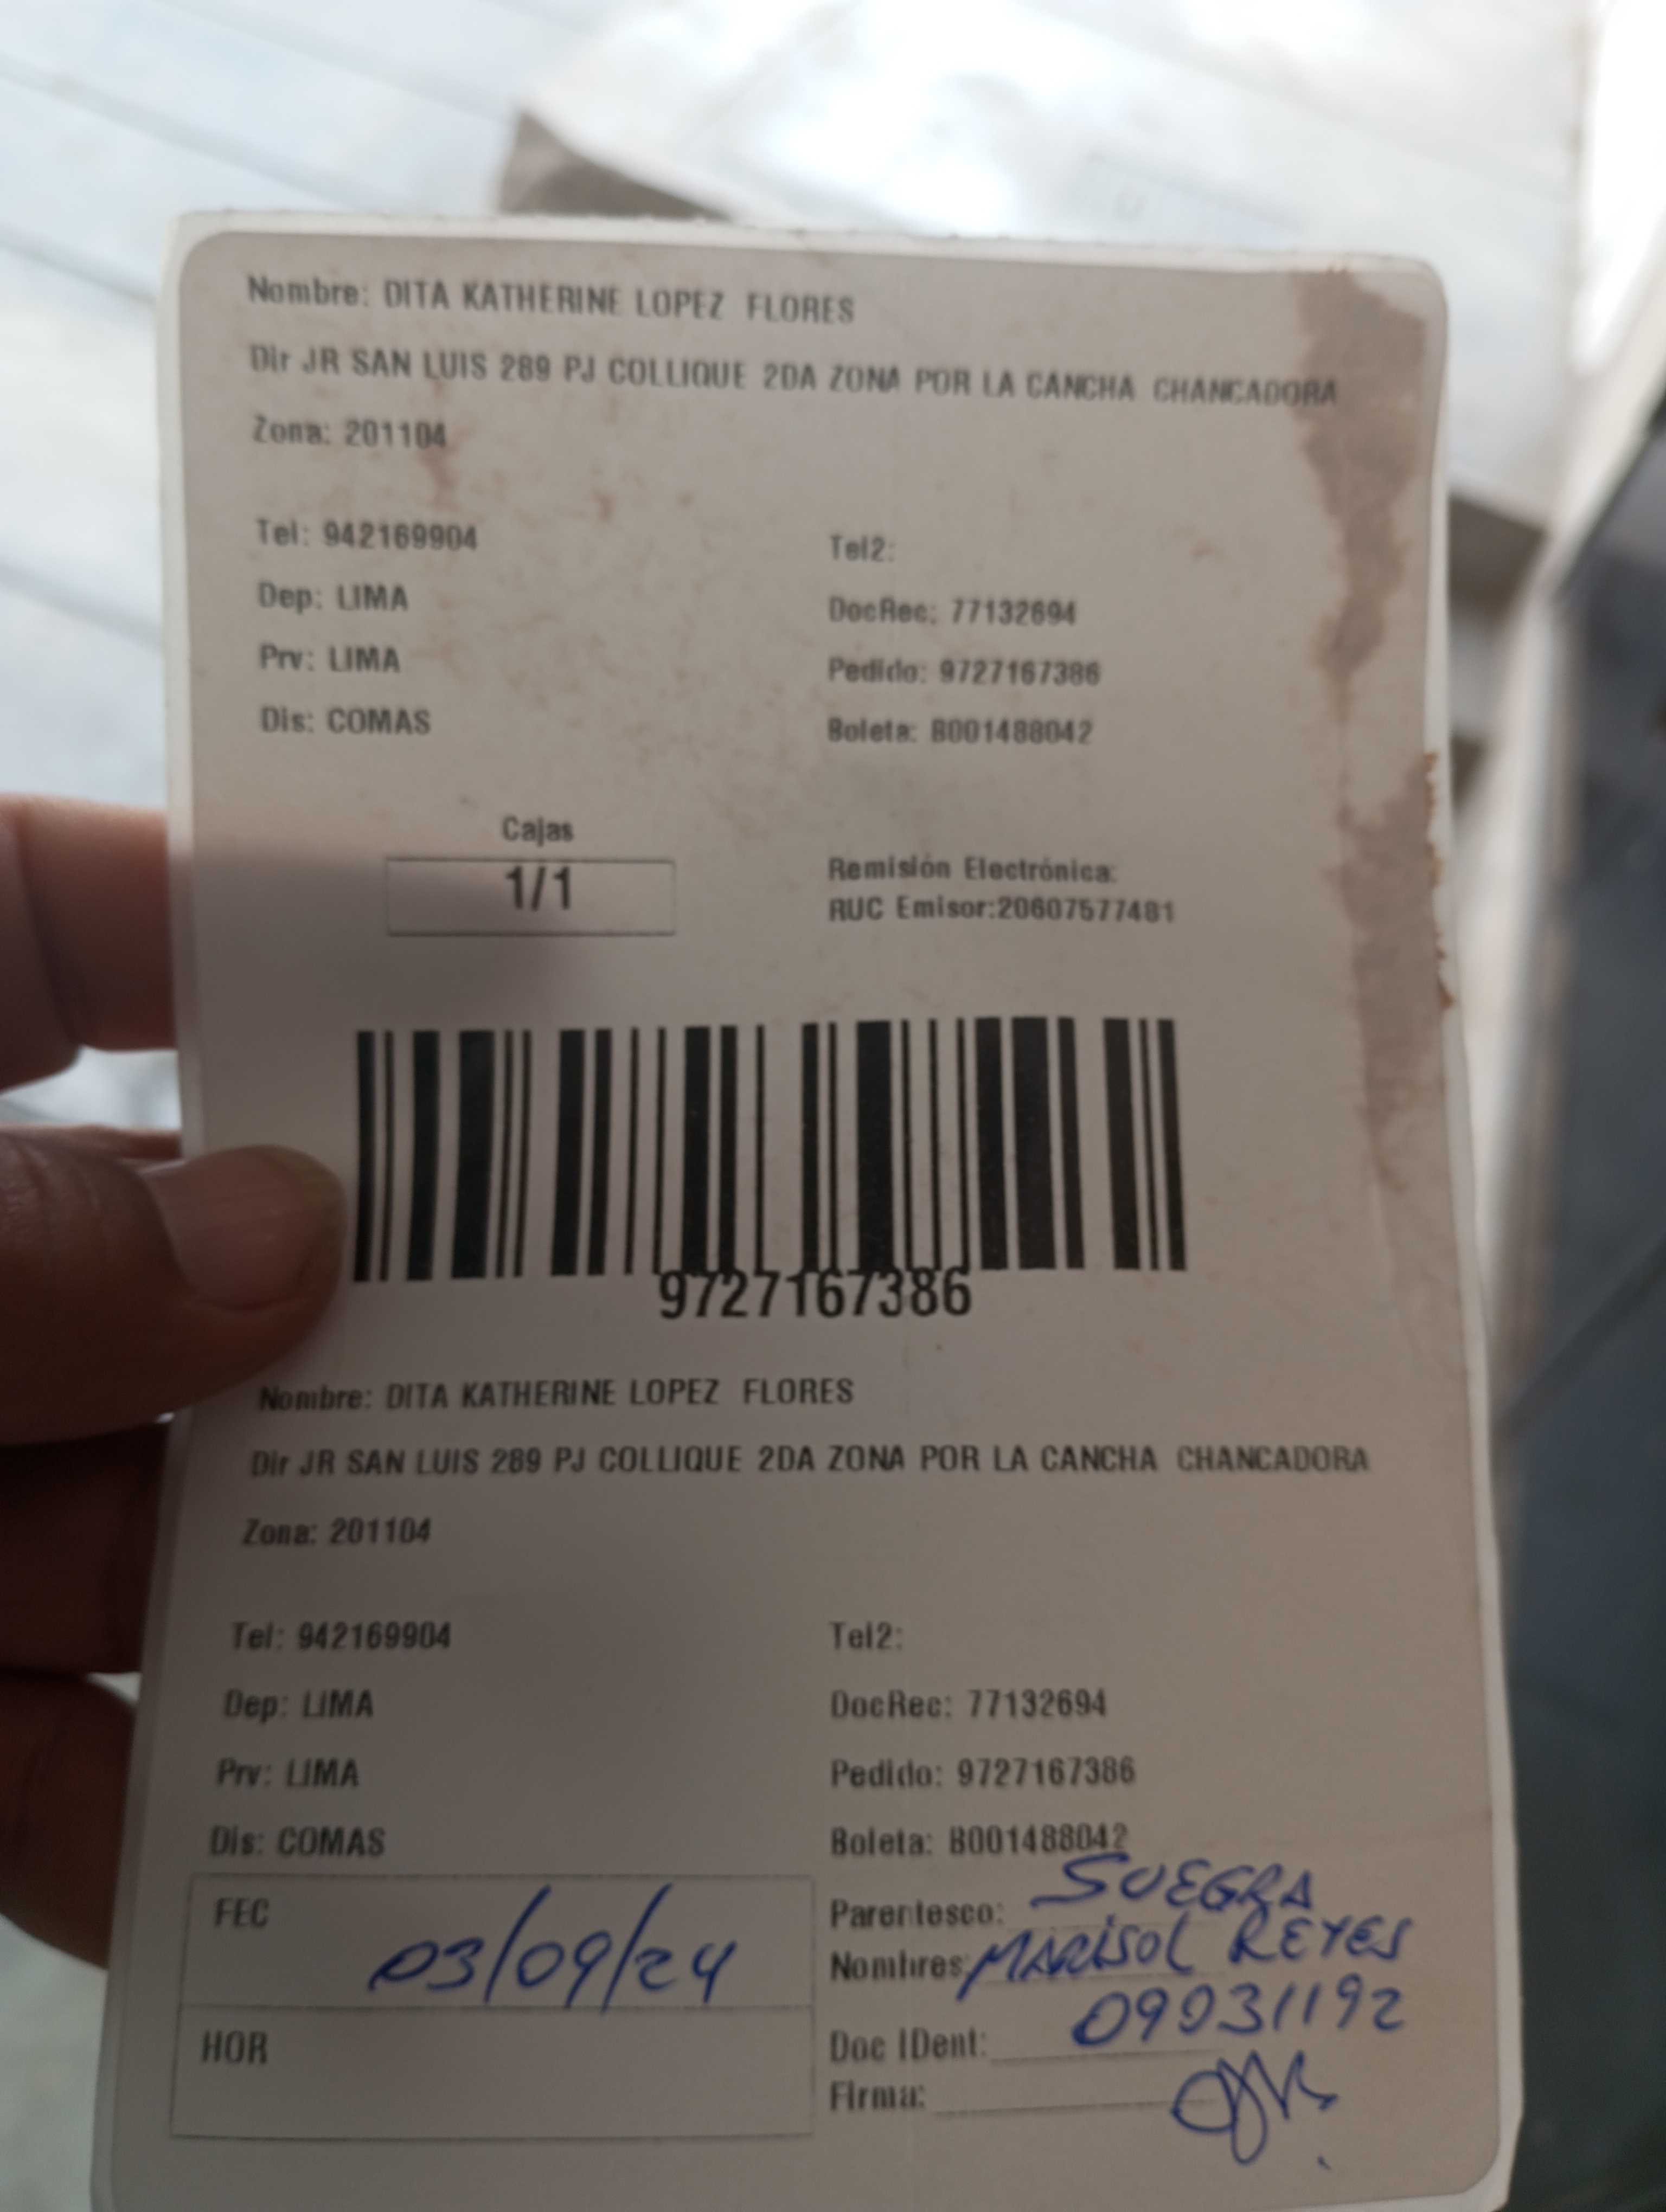 Nombre: DITA KATHERINE LOPEZ FLORES
Dir JR SAN LUIS 289 PJ COLLIQUE 2DA ZONA POR LA CANCHA CHANCADORA
Zona: 201104
Tel: 942169904 Tel2:
Dep: LIMA DocRec: 77132694
Prv: LIMA Pedido: 9727167386
Dis: COMAS Boleta: B001488042
Cajas
1/1
Remisión Electrónica:
RUC Emisor:20607577481
9727167386
Nombre: DITA KATHERINE LOPEZ FLORES
Dir JR SAN LUIS 289 PJ COLLIQUE 2DA ZONA POR LA CANCHA CHANCADORA
Zona: 201104
Tel: 942169904 Tel2:
Dep: LIMA DocRec: 77132694
Prv: LIMA Pedido: 9727167386
Dis: COMAS Boleta: B001488042
FEC 03/09/24
HOR
Parentesco: SUEGRA
Nombres: MARISOL REYES
Doc IDent: 09931192
Firma: